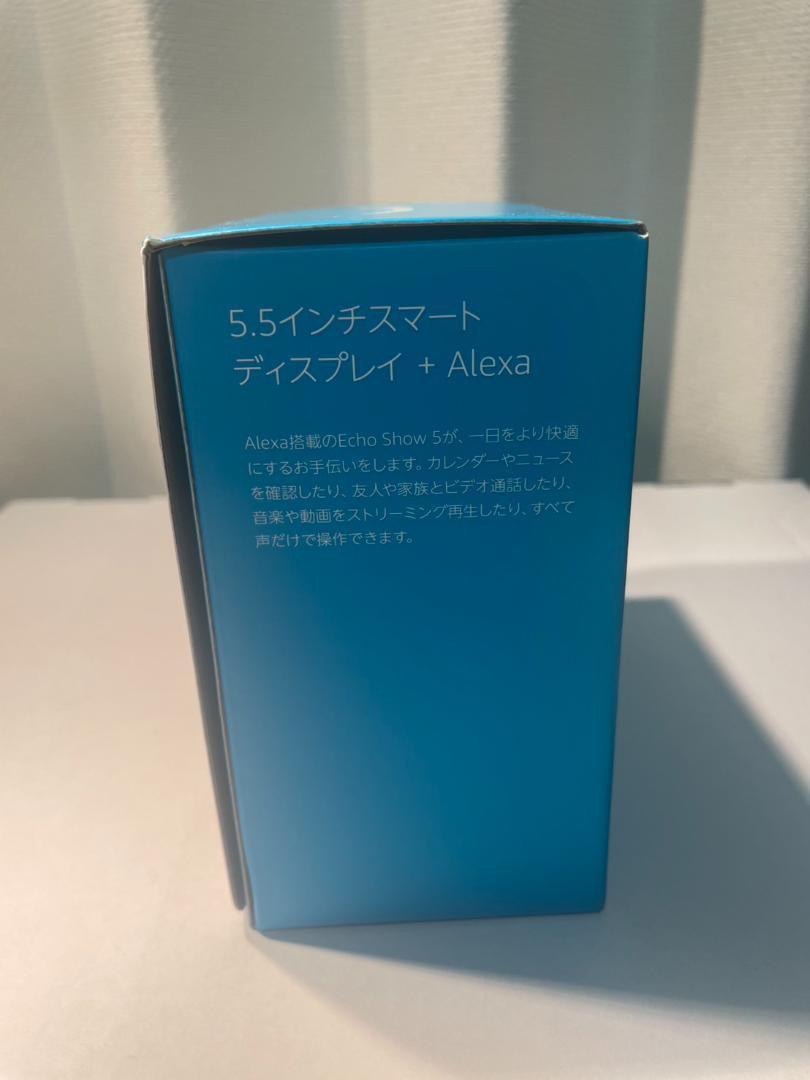 5.5インチスマート
ディスプレイ + Alexa
Alexa搭載のEcho Show 5が、一日をより快適
にするお手伝いをします。カレンダーやニュース
を確認したり、友人や家族とビデオ通話したり、
音楽や動画をストリーミング再生したり、すべて
声だけで操作できます。